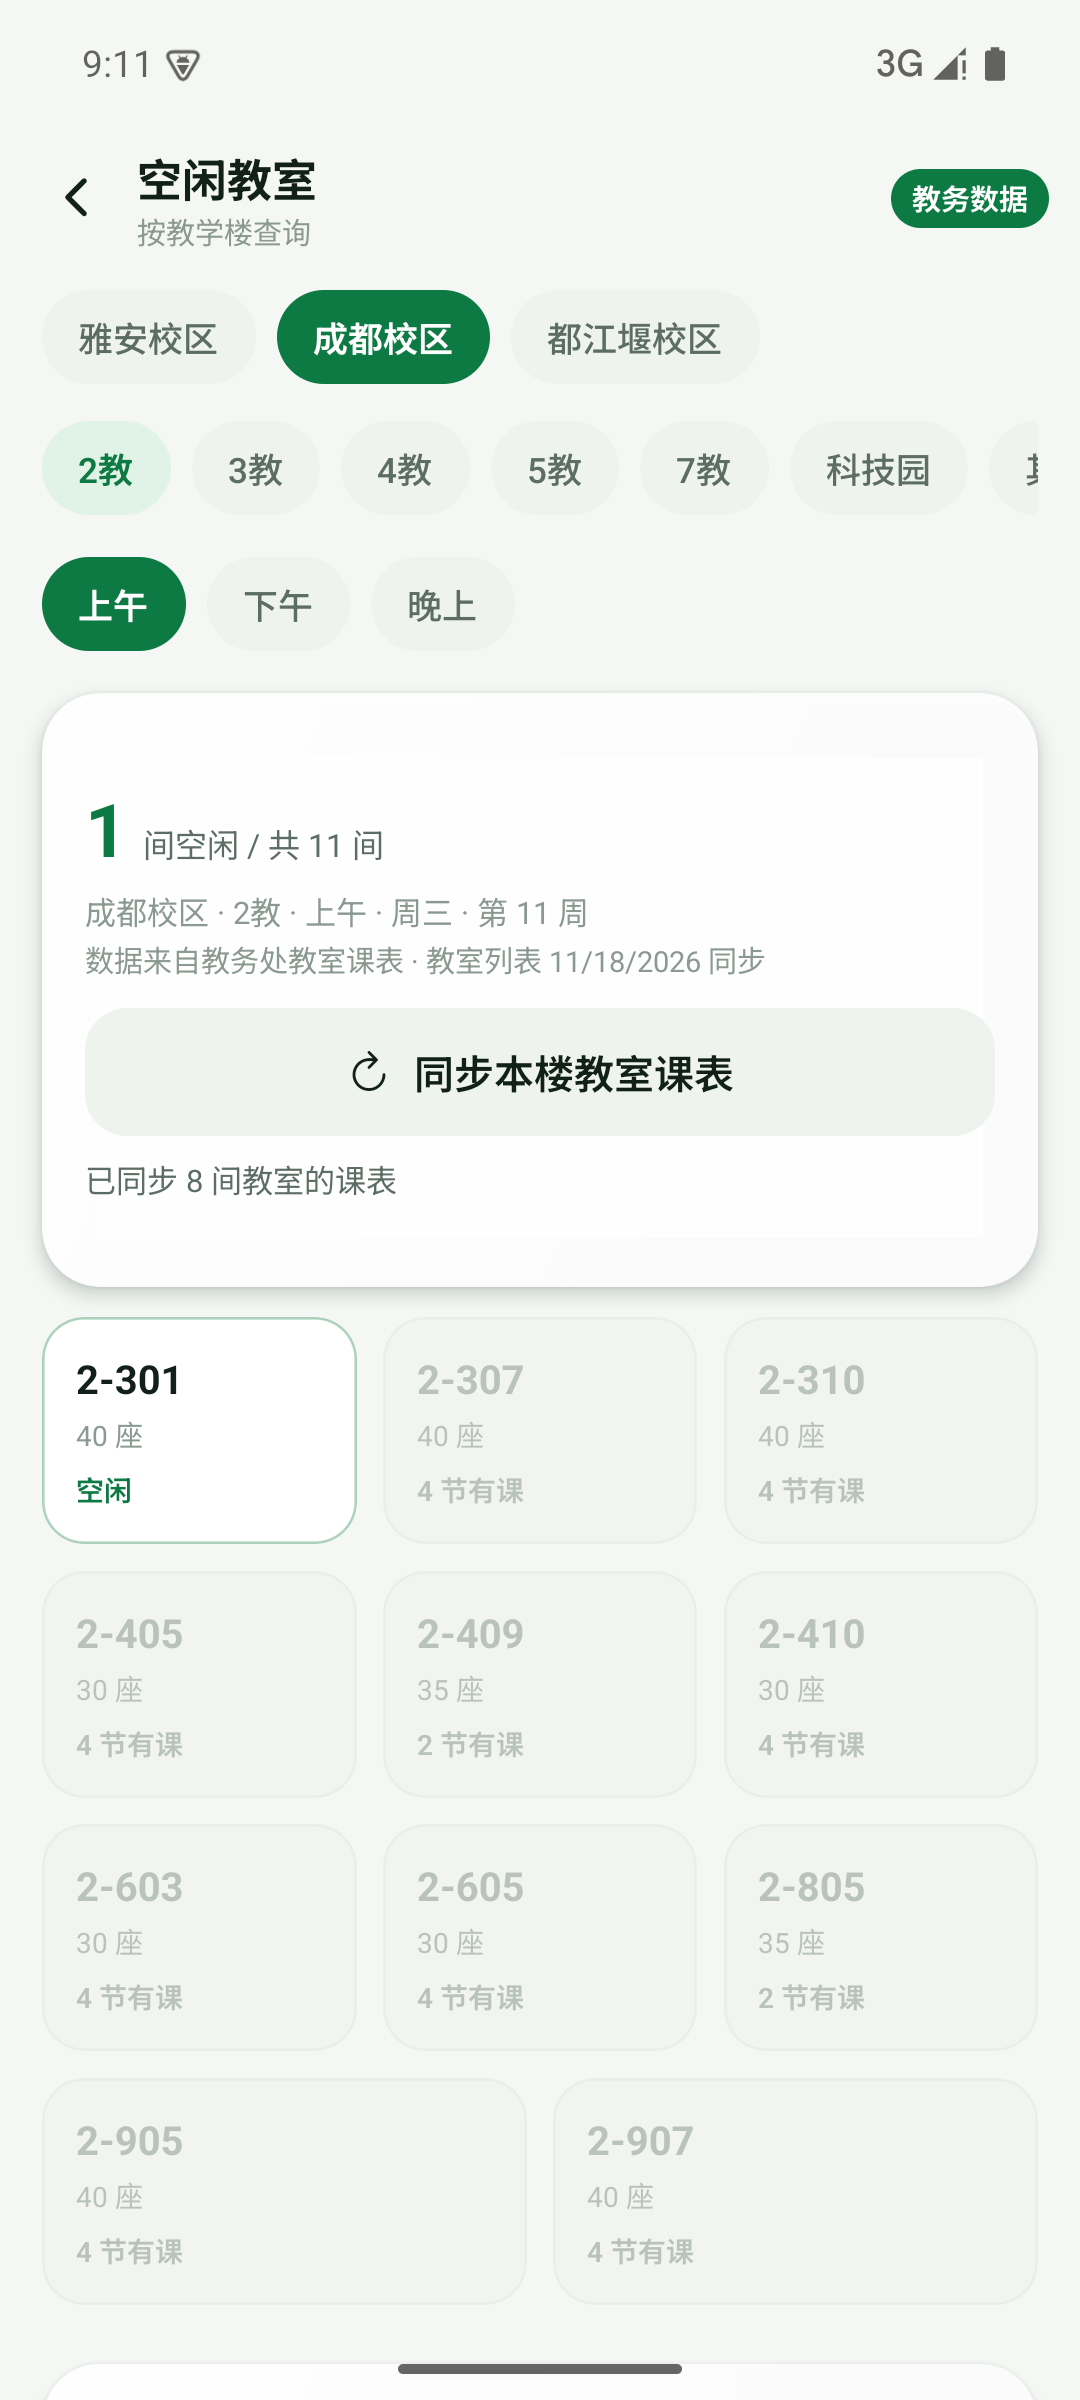 9:11
3G
空闲教室
按教学楼查询
教务数据
雅安校区 成都校区 都江堰校区
2教 3教 4教 5教 7教 科技园
上午 下午 晚上
1 间空闲 / 共 11 间
成都校区 · 2教 · 上午 · 周三 · 第 11 周
数据来自教务处教室课表 · 教室列表 11/18/2026 同步
同步本楼教室课表
已同步 8 间教室的课表
2-301
40 座
空闲
2-307
40 座
4 节有课
2-310
40 座
4 节有课
2-405
30 座
4 节有课
2-409
35 座
2 节有课
2-410
30 座
4 节有课
2-603
30 座
4 节有课
2-605
30 座
4 节有课
2-805
35 座
2 节有课
2-905
40 座
4 节有课
2-907
40 座
4 节有课